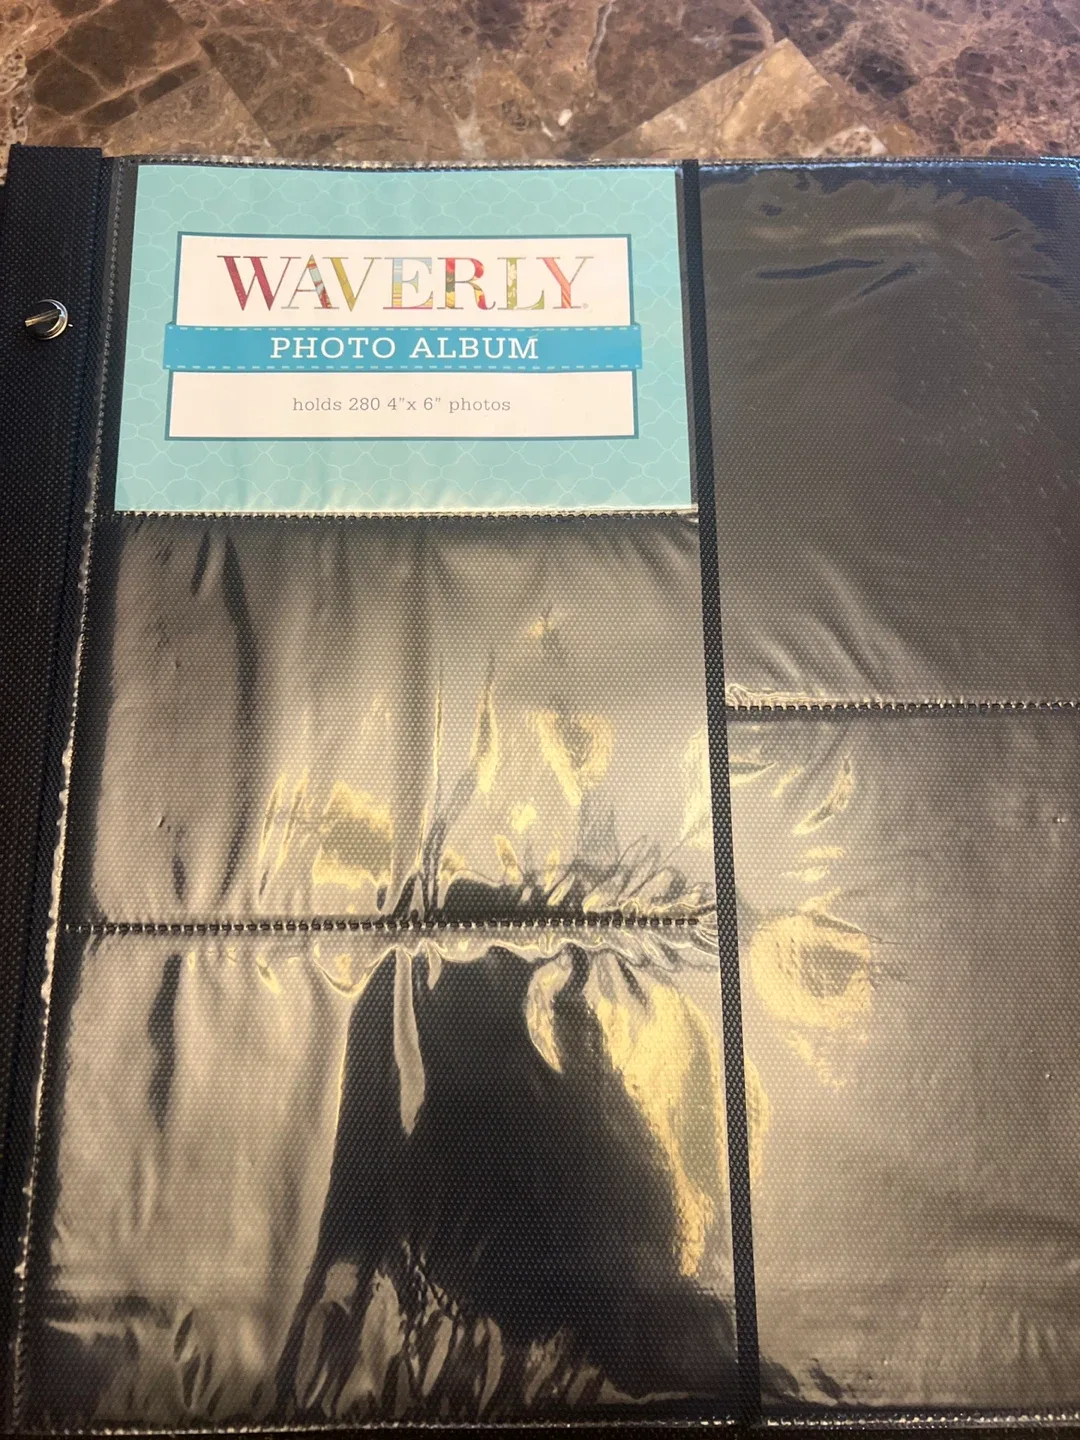 WAVERLY
PHOTO ALBUM
holds 280 4"x 6" photos